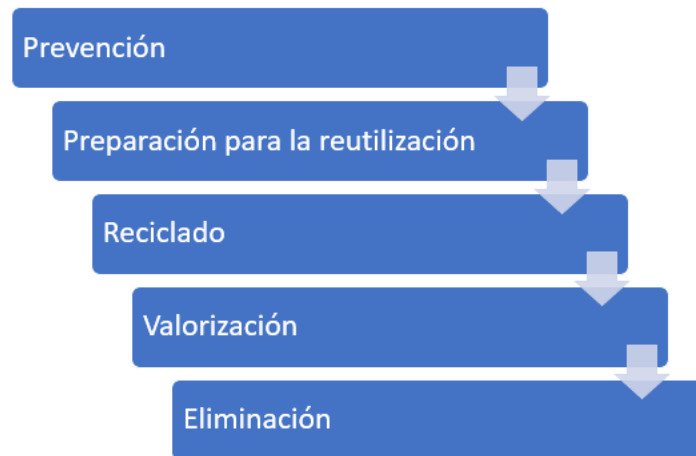 Prevención
Preparación para la reutilización
Reciclado
Valorización
Eliminación